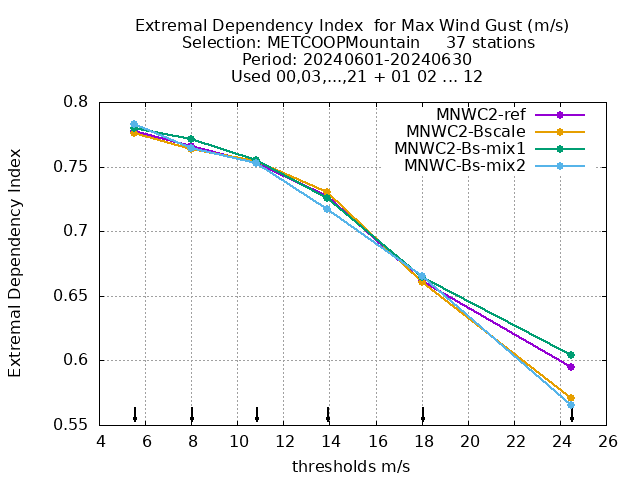 Extremal Dependency Index  for Max Wind Gust (m/s)
Selection: METCOOPMountain     37 stations
Period: 20240601-20240630
Used 00,03,...,21 + 01 02 ... 12
MNWC2-ref
MNWC2-Bscale
MNWC2-Bs-mix1
MNWC-Bs-mix2
Extremal Dependency Index
0.8
0.75
0.7
0.65
0.6
0.55
4 6 8 10 12 14 16 18 20 22 24 26
thresholds m/s